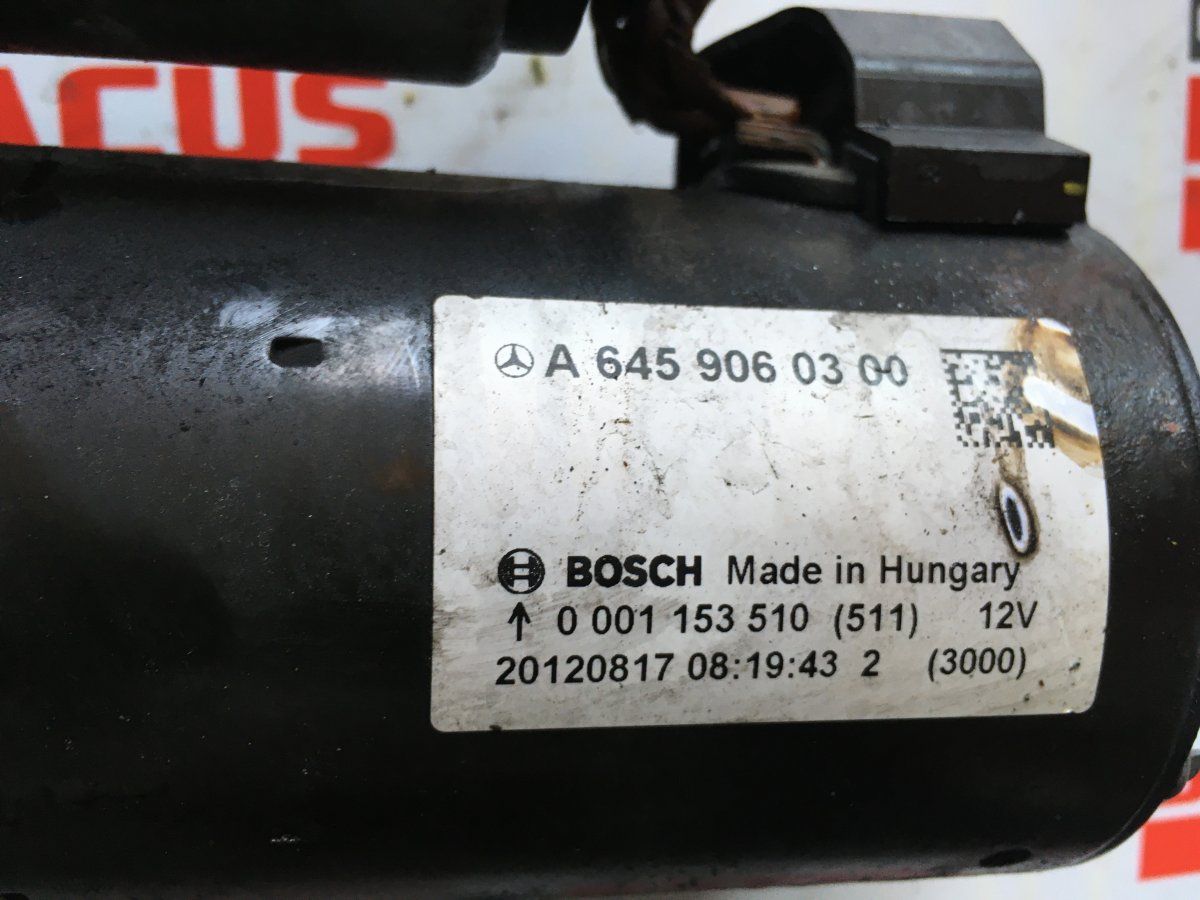 ACUS
A 645 906 03 00
BOSCH Made in Hungary
↑ 0 001 153 510 (511) 12V
20120817 08:19:43 2 (3000)